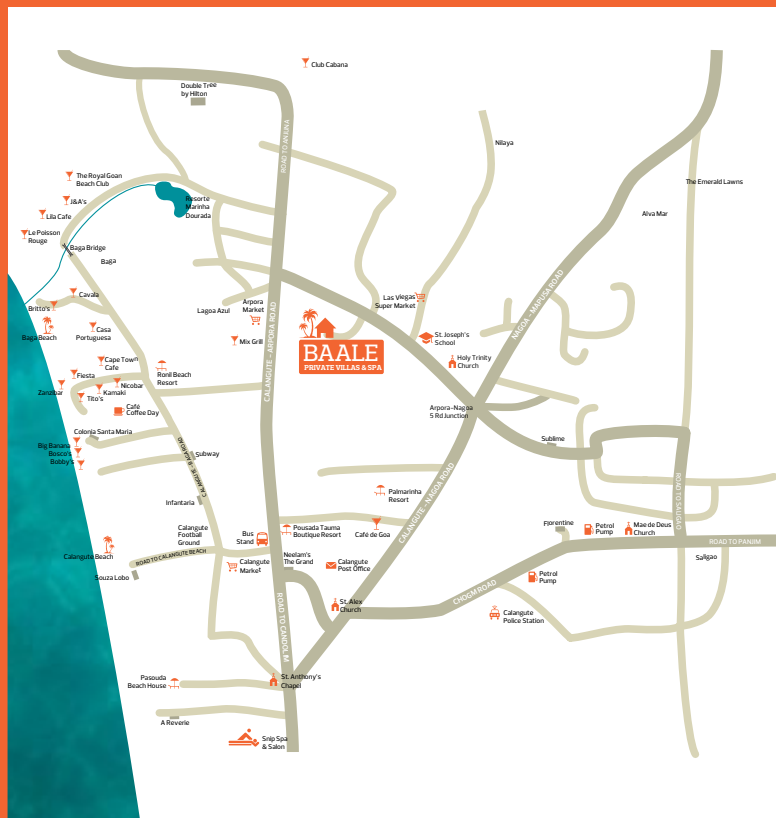 Club Cabana
Double Tree
by Hilton
ROAD TO ANJUNA
Nilaya
The Royal Goan
Beach Club
The Emerald Lawns
J&A's
Resorte
Marinha
Dourada
Lila Cafe
Alva Mar
Le Poisson
Rouge
Baga Bridge
Baga
Cavala
Las Viegas
Super Market
Britto's
Arpora
Market
Lagoa Azul
NAGOA - MAPUSA ROAD
CALANGUTE - ARPORA ROAD
Baga Beach
Casa
Portuguesa
Mix Grill
BAALE
PRIVATE VILLAS & SPA
St. Joseph's
School
Holy Trinity
Church
Cape Town
Cafe
Ronil Beach
Resort
Fiesta
Nicobar
Zanzibar
Kamaki
Tito's
Café
Coffee Day
Arpora-Nagoa
5 Rd Junction
Colonia Santa Maria
Sublime
Big Banana
Bosco's
Bobby's
CALANGUTE - BAGA ROAD
Subway
CALANGUTE - NAGOA ROAD
ROAD TO SALIGAO
Infantaria
Palmarinha
Resort
Calangute
Football
Ground
Bus
Stand
Pousada Tauma
Boutique Resort
Café de Goa
Florentine
Petrol
Pump
Mae de Deus
Church
ROAD TO PANJIM
Calangute Beach
ROAD TO CALANGUTE BEACH
Neelam's
The Grand
Calangute
Market
Calangute
Post Office
Saligao
Souza Lobo
Petrol
Pump
CHOGM ROAD
St. Alex
Church
Calangute
Police Station
ROAD TO CANDOLIM
Pasouda
Beach House
St. Anthony's
Chapel
A Reverie
Snip Spa
& Salon